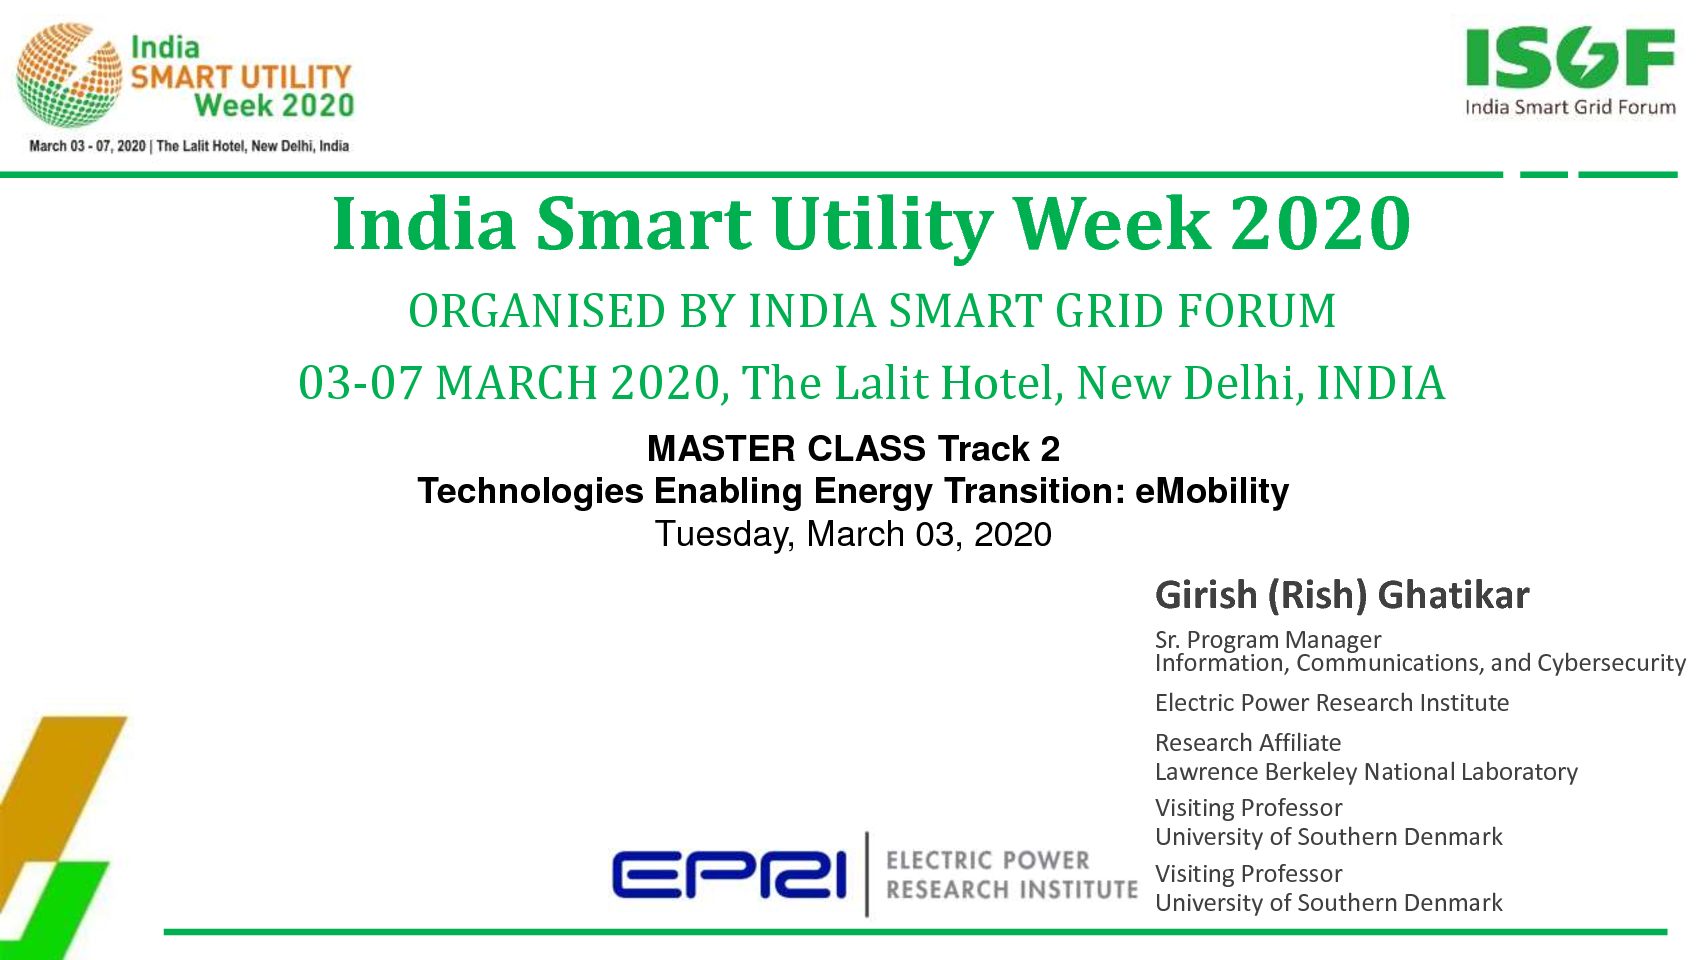 India
SMART UTILITY
Week 2020
March 03 - 07, 2020 | The Lalit Hotel, New Delhi, India
ISGF
India Smart Grid Forum
India Smart Utility Week 2020
ORGANISED BY INDIA SMART GRID FORUM
03-07 MARCH 2020, The Lalit Hotel, New Delhi, INDIA
MASTER CLASS Track 2
Technologies Enabling Energy Transition: eMobility
Tuesday, March 03, 2020
Girish (Rish) Ghatikar
Sr. Program Manager
Information, Communications, and Cybersecurity
Electric Power Research Institute
Research Affiliate
Lawrence Berkeley National Laboratory
Visiting Professor
University of Southern Denmark
Visiting Professor
University of Southern Denmark
EPRI
ELECTRIC POWER
RESEARCH INSTITUTE